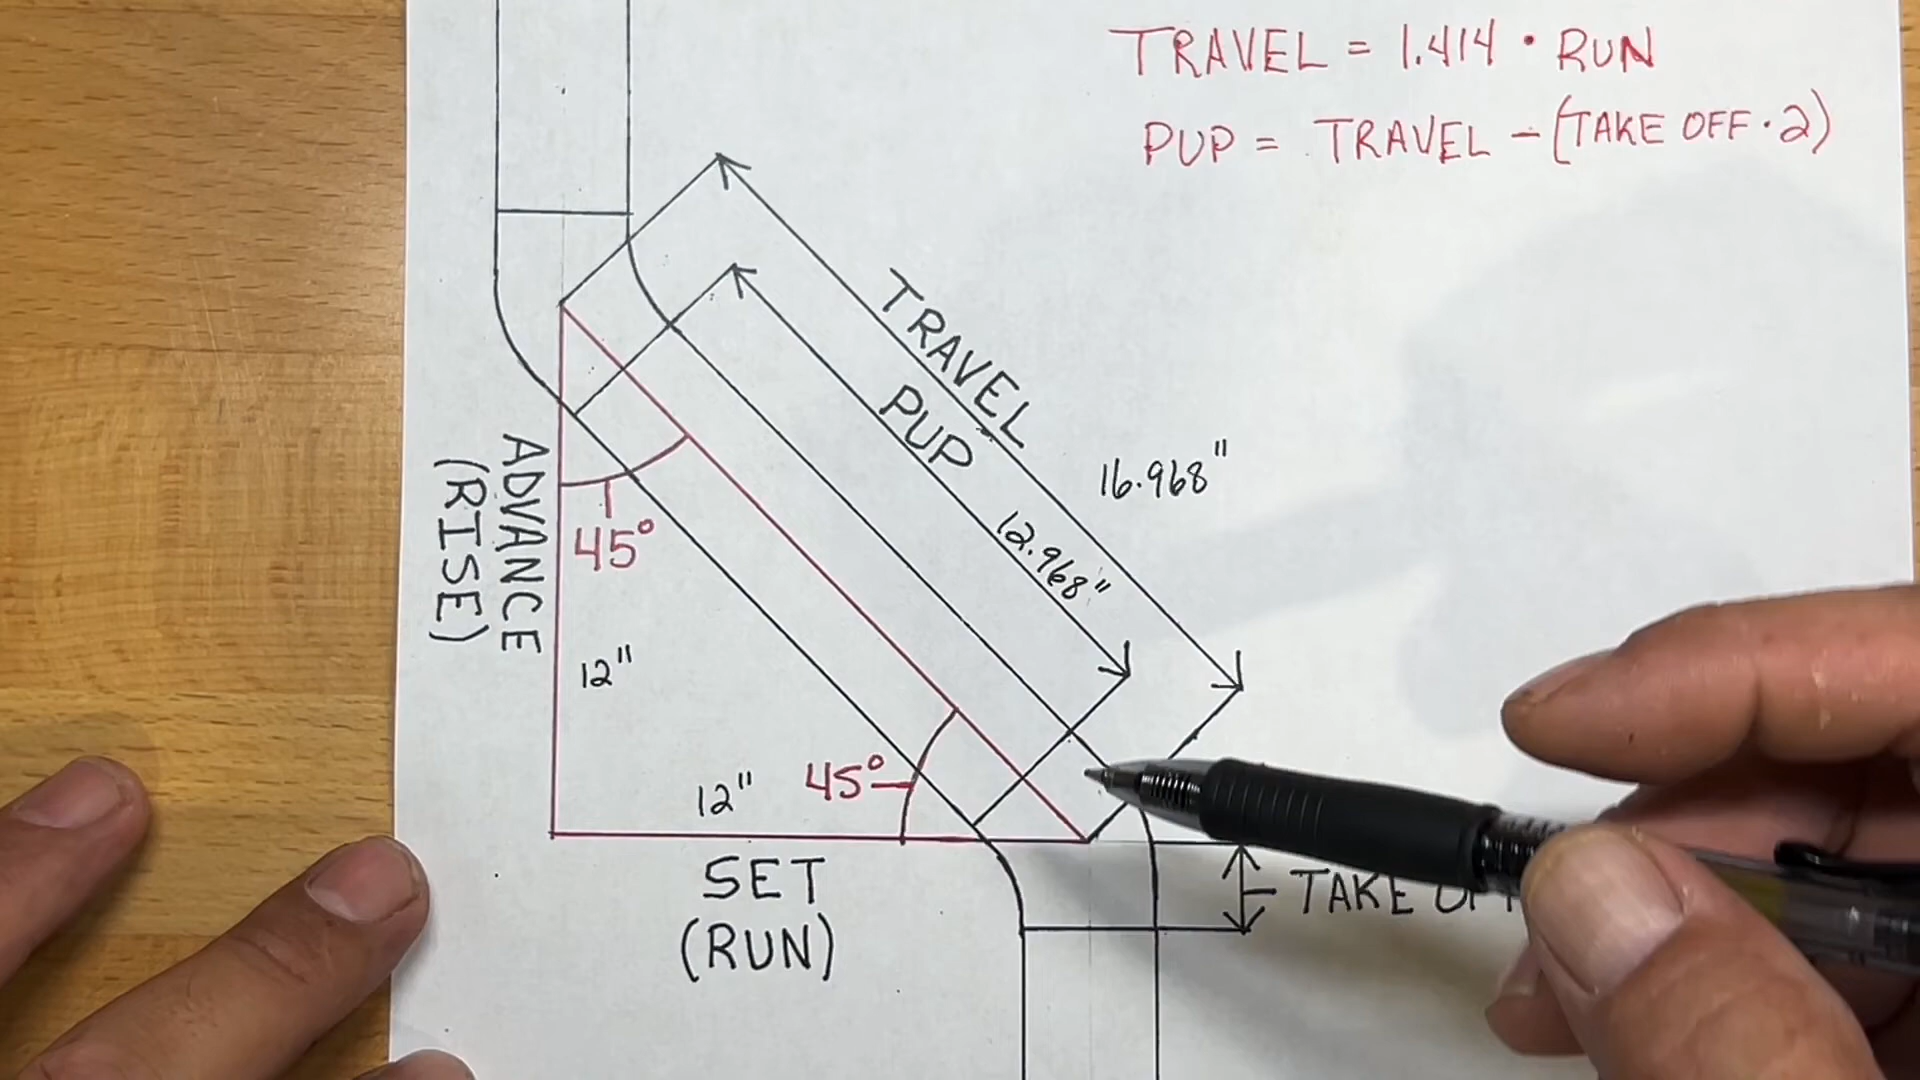 TRAVEL = 1.414 · RUN
PUP = TRAVEL - (TAKE OFF · 2)
TRAVEL
16.968"
PUP
12.968"
45°
ADVANCE
(RISE)
12"
12"
45°
SET
(RUN)
TAKE